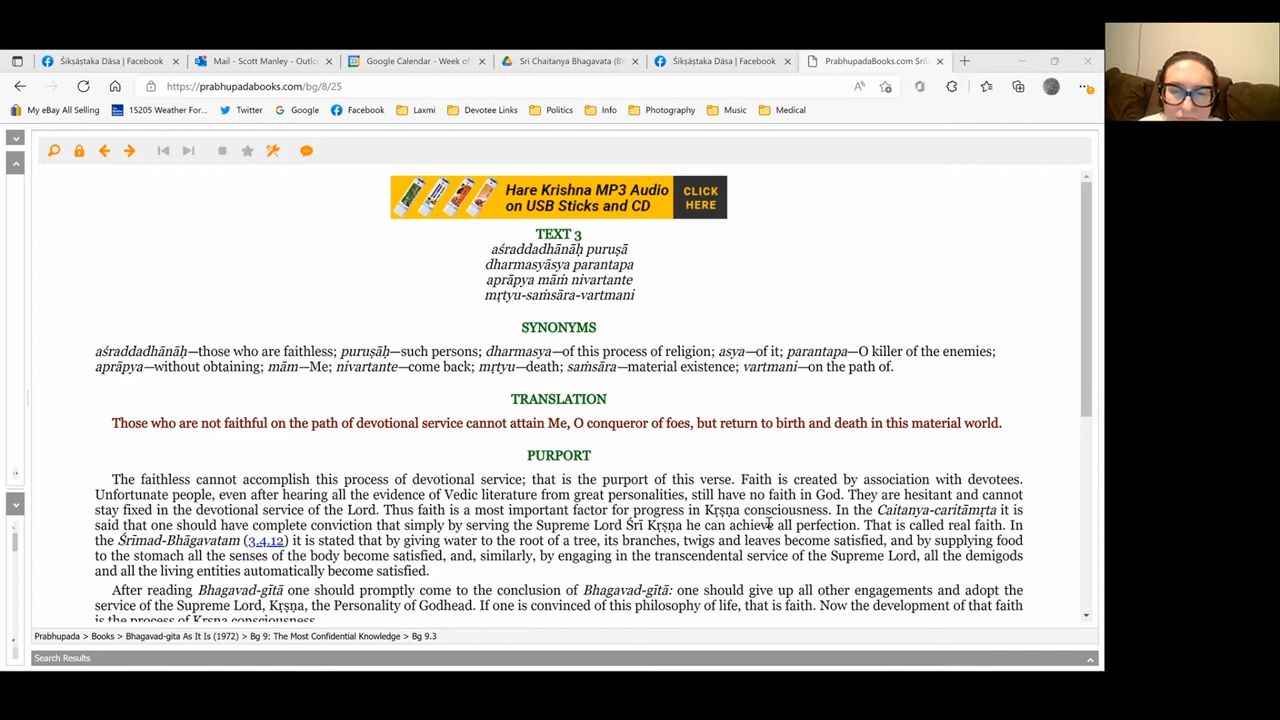 Śikṣāṣṭaka Dāsa | Facebook
Mail - Scott Manley - Outlo
Google Calendar - Week of
Sri Chaitanya Bhagavata (B
Śikṣāṣṭaka Dāsa | Facebook
PrabhupadaBooks.com Sril
https://prabhupadabooks.com/bg/8/25
My eBay All Selling
15205 Weather For...
Twitter
Google
Facebook
Laxmi
Devotee Links
Politics
Info
Photography
Music
Medical
Hare Krishna MP3 Audio
on USB Sticks and CD
CLICK
HERE
TEXT 3
aśraddadhānāḥ puruṣā
dharmasyāsya parantapa
aprāpya māṁ nivartante
mṛtyu-saṁsāra-vartmani
SYNONYMS
aśraddadhānāḥ—those who are faithless; puruṣāḥ—such persons; dharmasya—of this process of religion; asya—of it; parantapa—O killer of the enemies;
aprāpya—without obtaining; mām—Me; nivartante—come back; mṛtyu—death; saṁsāra—material existence; vartmani—on the path of.
TRANSLATION
Those who are not faithful on the path of devotional service cannot attain Me, O conqueror of foes, but return to birth and death in this material world.
PURPORT
The faithless cannot accomplish this process of devotional service; that is the purport of this verse. Faith is created by association with devotees.
Unfortunate people, even after hearing all the evidence of Vedic literature from great personalities, still have no faith in God. They are hesitant and cannot
stay fixed in the devotional service of the Lord. Thus faith is a most important factor for progress in Kṛṣṇa consciousness. In the Caitanya-caritāmṛta it is
said that one should have complete conviction that simply by serving the Supreme Lord Śrī Kṛṣṇa he can achieve all perfection. That is called real faith. In
the Śrīmad-Bhāgavatam (3.4.12) it is stated that by giving water to the root of a tree, its branches, twigs and leaves become satisfied, and by supplying food
to the stomach all the senses of the body become satisfied, and, similarly, by engaging in the transcendental service of the Supreme Lord, all the demigods
and all the living entities automatically become satisfied.
After reading Bhagavad-gītā one should promptly come to the conclusion of Bhagavad-gītā: one should give up all other engagements and adopt the
service of the Supreme Lord, Kṛṣṇa, the Personality of Godhead. If one is convinced of this philosophy of life, that is faith. Now the development of that faith
is the process of Kṛṣṇa consciousness.
Prabhupada > Books > Bhagavad-gita As It Is (1972) > Bg 9: The Most Confidential Knowledge > Bg 9.3
Search Results